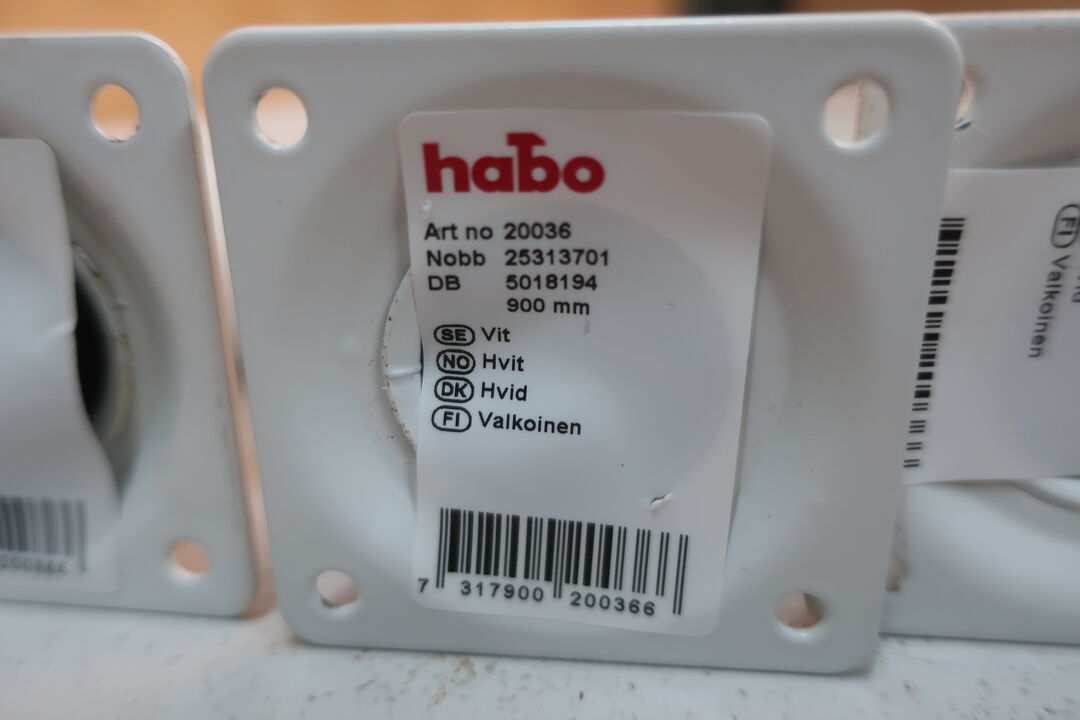 habo
Art no 20036
Nobb 25313701
DB 5018194
900 mm
SE Vit
NO Hvit
DK Hvid
FI Valkoinen
7 317900 200366
FI Valkoinen